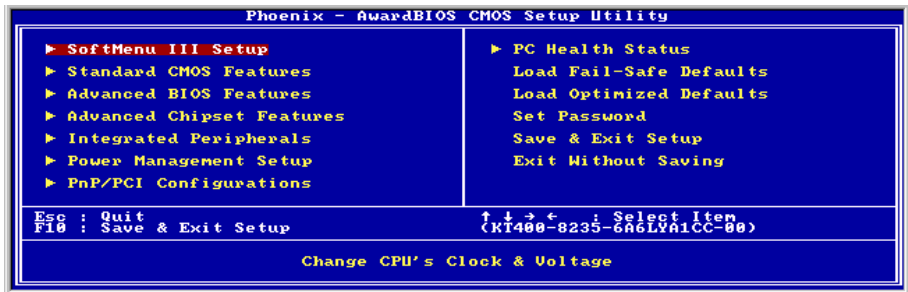 Phoenix - AwardBIOS CMOS Setup Utility
► SoftMenu III Setup
► Standard CMOS Features
► Advanced BIOS Features
► Advanced Chipset Features
► Integrated Peripherals
► Power Management Setup
► PnP/PCI Configurations
► PC Health Status
Load Fail-Safe Defaults
Load Optimized Defaults
Set Password
Save & Exit Setup
Exit Without Saving
Esc : Quit
F10 : Save & Exit Setup
↑ ↓ → ← : Select Item
(KT400-8235-6A6LYA1CC-00)
Change CPU's Clock & Voltage